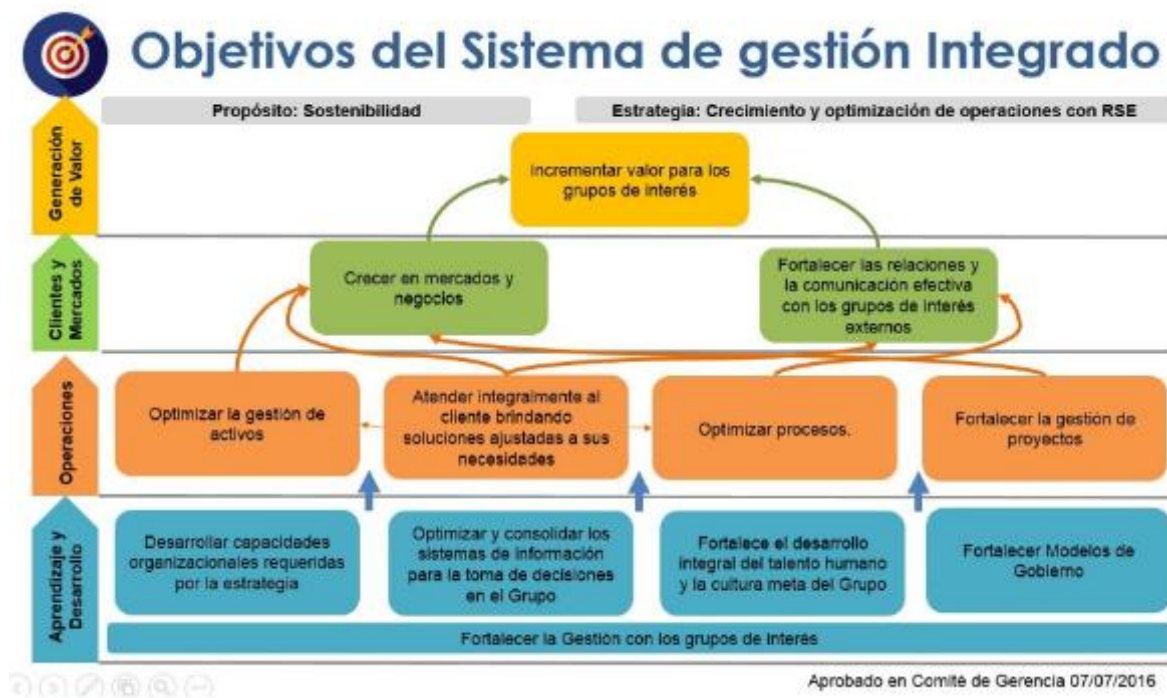 Objetivos del Sistema de gestión Integrado
Propósito: Sostenibilidad
Estrategia: Crecimiento y optimización de operaciones con RSE
Generación
de Valor
Incrementar valor para los
grupos de interés
Clientes y
Mercados
Crecer en mercados y
negocios
Fortalecer las relaciones y
la comunicación efectiva
con los grupos de interés
externos
Operaciones
Optimizar la gestión de
activos
Atender integralmente al
cliente brindando
soluciones ajustadas a sus
necesidades
Optimizar procesos.
Fortalecer la gestión de
proyectos
Aprendizaje y
Desarrollo
Desarrollar capacidades
organizacionales requeridas
por la estrategia
Optimizar y consolidar los
sistemas de información
para la toma de decisiones
en el Grupo
Fortalece el desarrollo
integral del talento humano
y la cultura meta del Grupo
Fortalecer Modelos de
Gobierno
Fortalecer la Gestión con los grupos de interés
Aprobado en Comité de Gerencia 07/07/2016